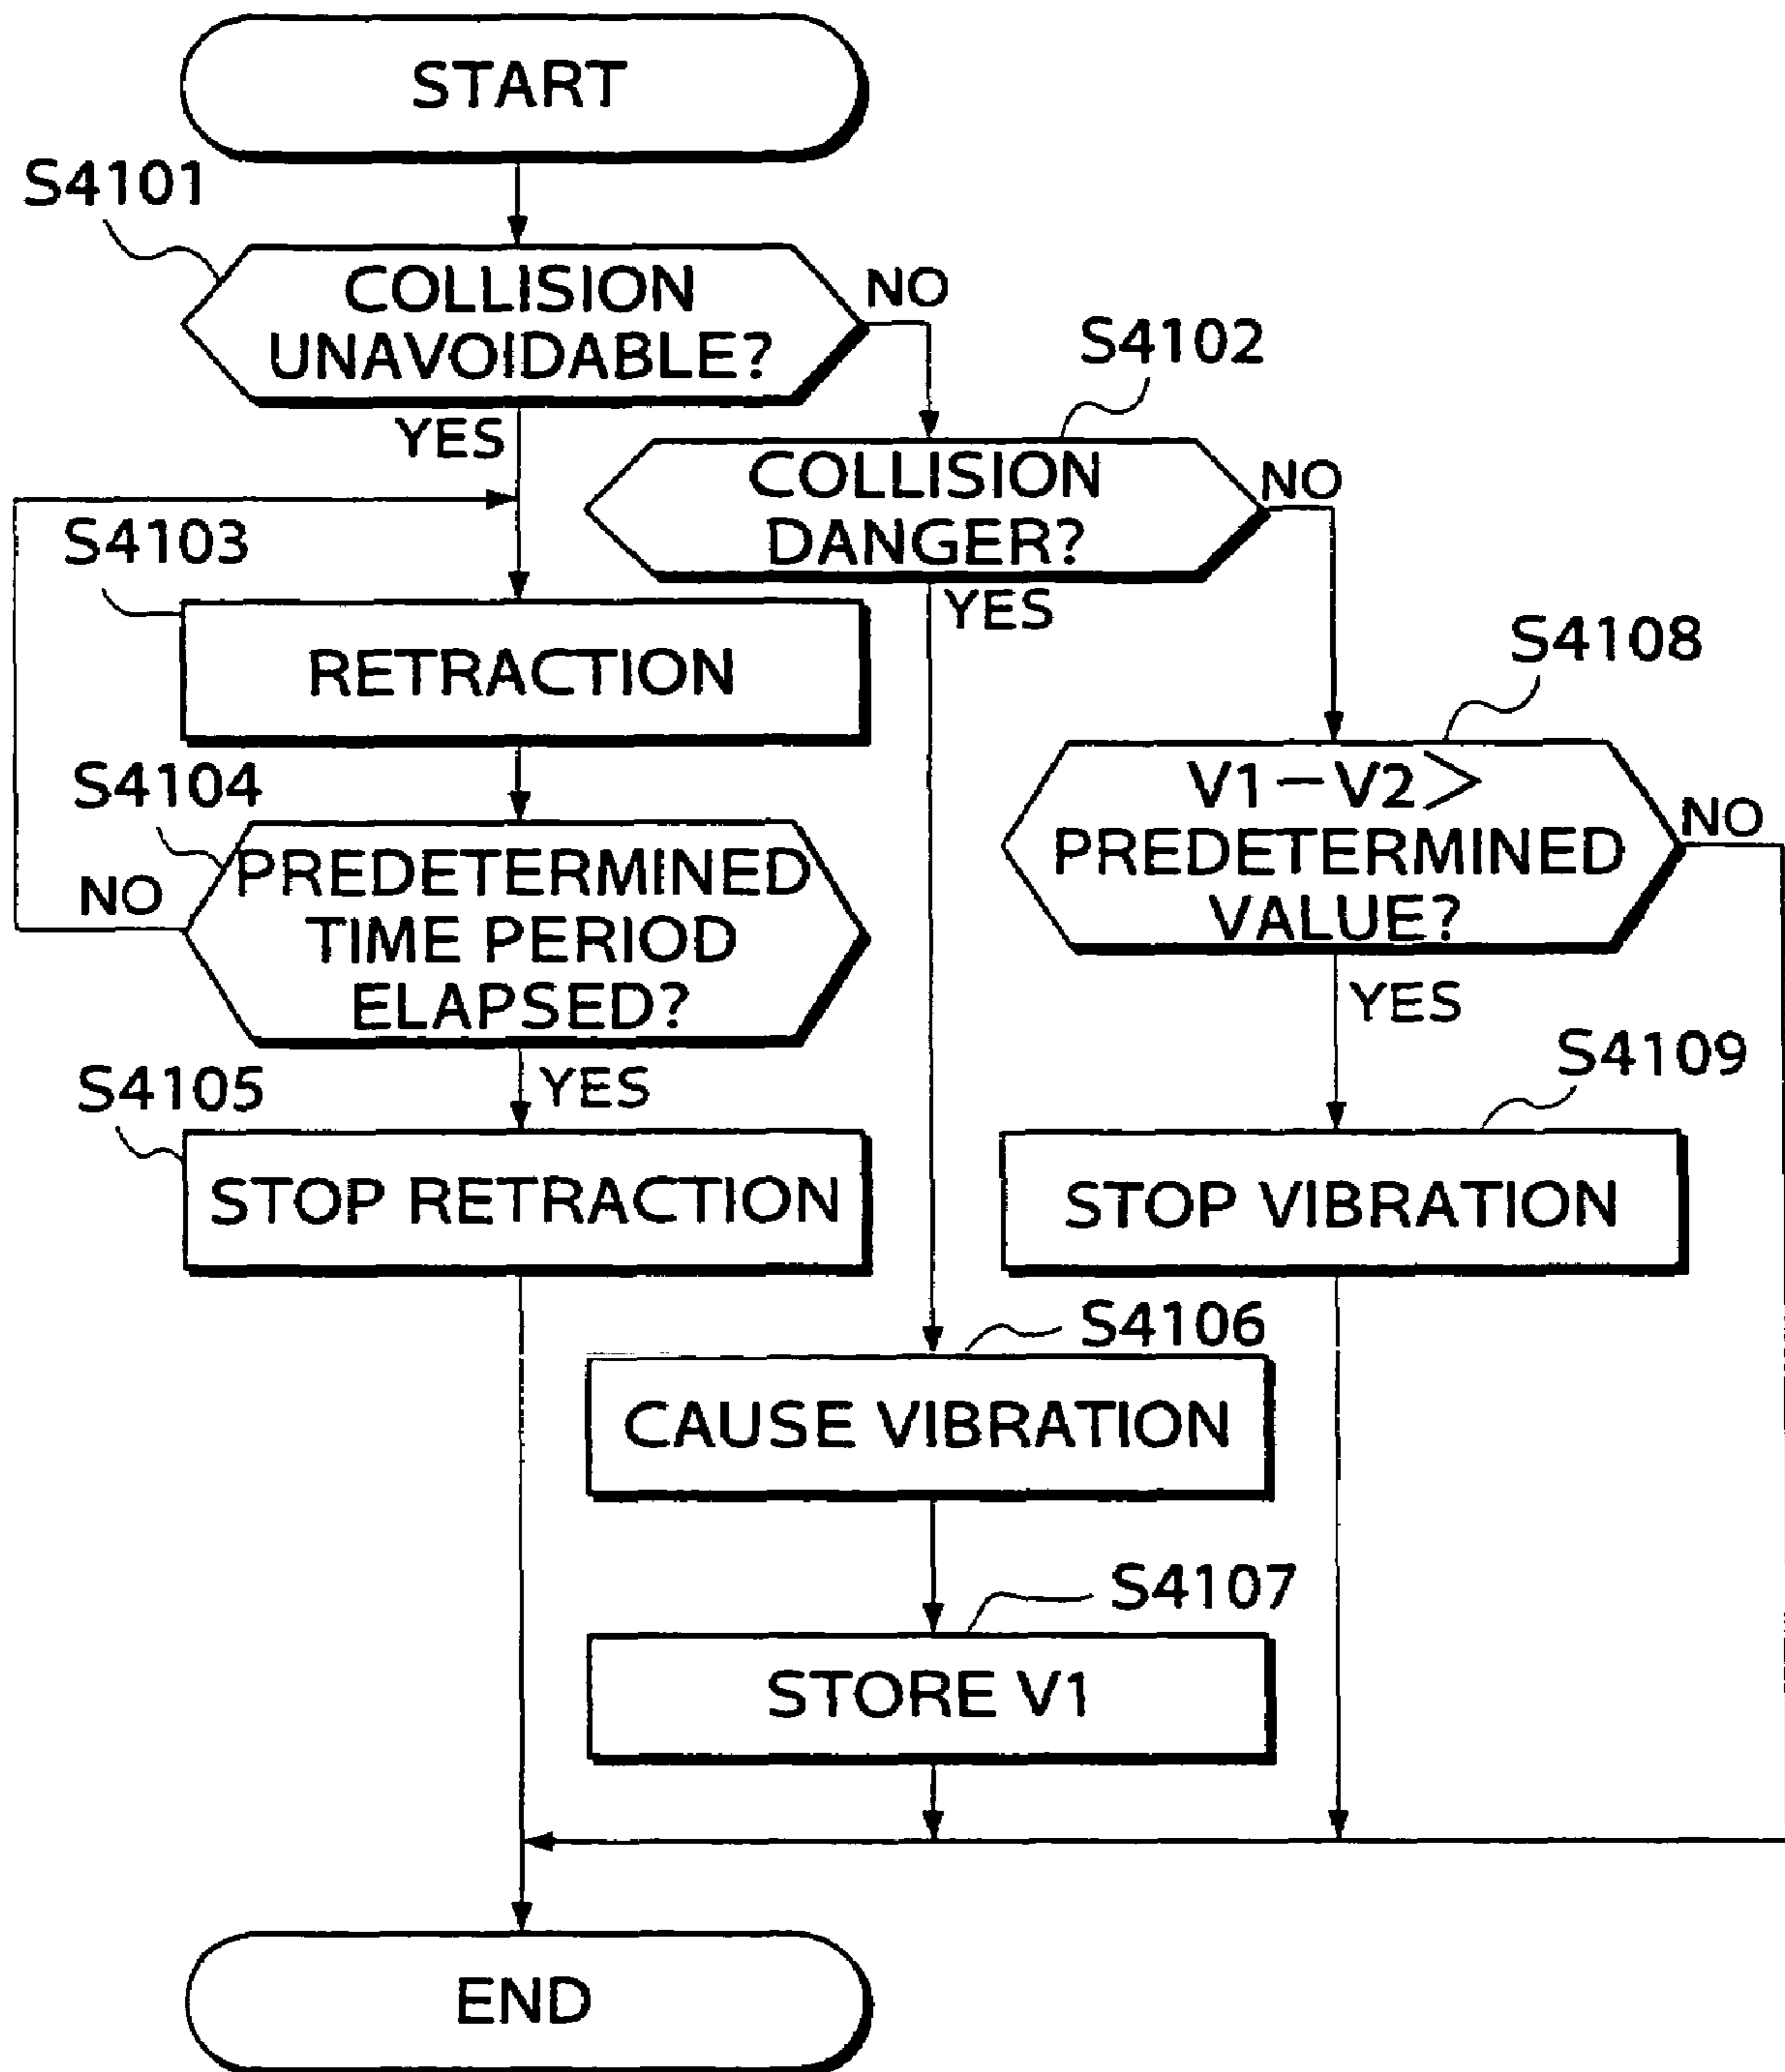 START
S4101
COLLISION
UNAVOIDABLE?
NO
YES
S4102
COLLISION
DANGER?
NO
YES
S4103
RETRACTION
S4104
PREDETERMINED
TIME PERIOD
ELAPSED?
NO
YES
S4105
STOP RETRACTION
S4108
V1-V2>
PREDETERMINED
VALUE?
NO
YES
S4109
STOP VIBRATION
S4106
CAUSE VIBRATION
S4107
STORE V1
END